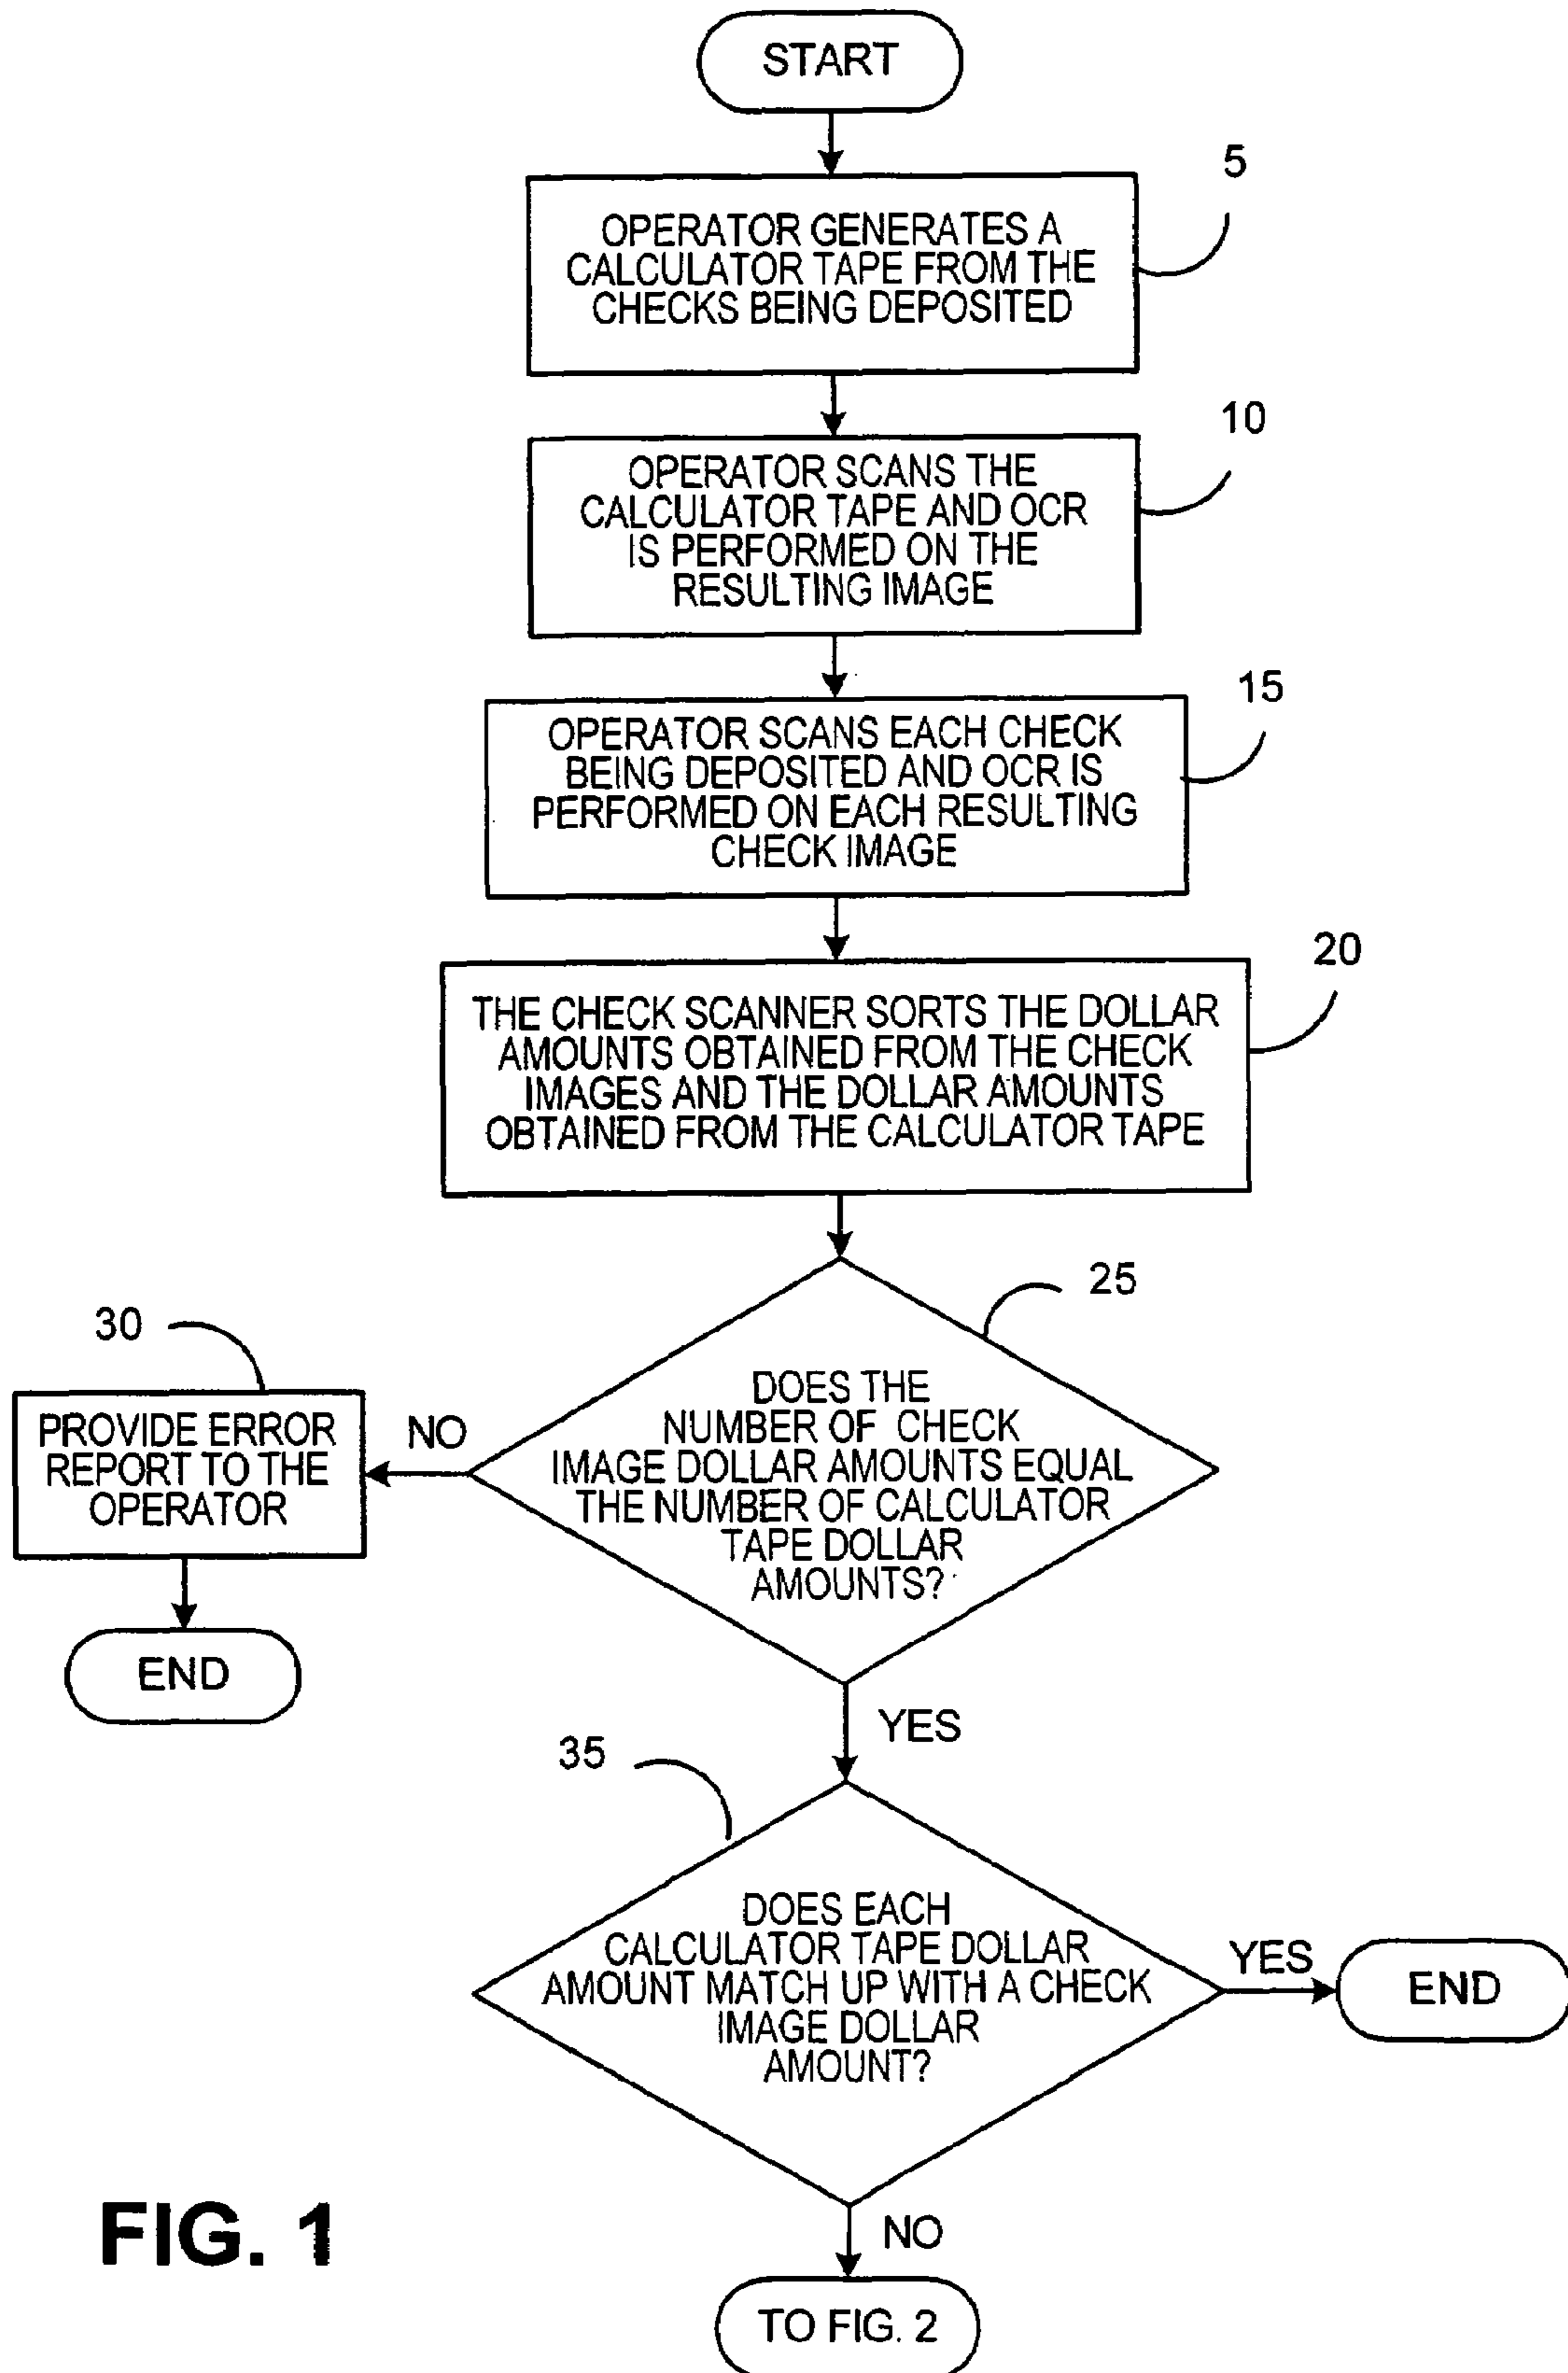 START
5
OPERATOR GENERATES A
CALCULATOR TAPE FROM THE
CHECKS BEING DEPOSITED
10
OPERATOR SCANS THE
CALCULATOR TAPE AND OCR
IS PERFORMED ON THE
RESULTING IMAGE
15
OPERATOR SCANS EACH CHECK
BEING DEPOSITED AND OCR IS
PERFORMED ON EACH RESULTING
CHECK IMAGE
20
THE CHECK SCANNER SORTS THE DOLLAR
AMOUNTS OBTAINED FROM THE CHECK
IMAGES AND THE DOLLAR AMOUNTS
OBTAINED FROM THE CALCULATOR TAPE
25
DOES THE
NUMBER OF CHECK
IMAGE DOLLAR AMOUNTS EQUAL
THE NUMBER OF CALCULATOR
TAPE DOLLAR
AMOUNTS?
NO
30
PROVIDE ERROR
REPORT TO THE
OPERATOR
END
YES
35
DOES EACH
CALCULATOR TAPE DOLLAR
AMOUNT MATCH UP WITH A CHECK
IMAGE DOLLAR
AMOUNT?
YES
END
NO
TO FIG. 2
FIG. 1